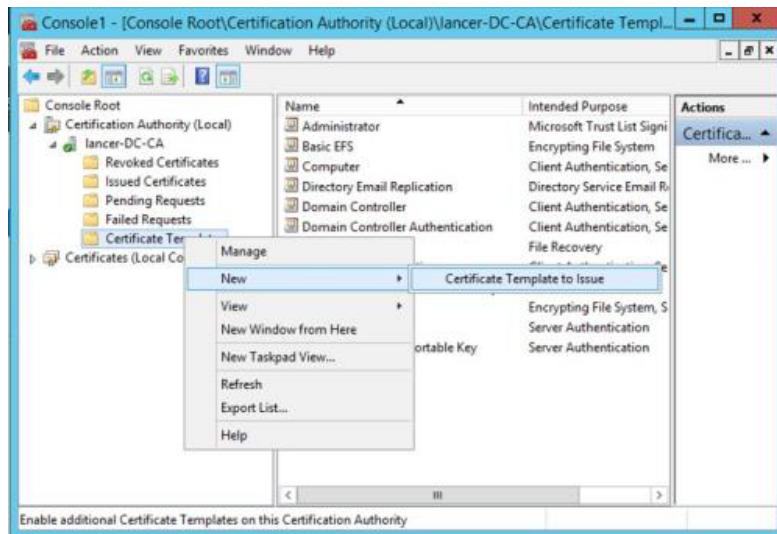 Console1 - [Console Root\Certification Authority (Local)\lancer-DC-CA\Certificate Templ...
File Action View Favorites Window Help
Console Root
Certification Authority (Local)
lancer-DC-CA
Revoked Certificates
Issued Certificates
Pending Requests
Failed Requests
Certificate
Certificates (Local Co
Name Intended Purpose
Administrator Microsoft Trust List Signi
Basic EFS Encrypting File System
Computer Client Authentication, Se
Directory Email Replication Directory Service Email R
Domain Controller Client Authentication, Se
Domain Controller Authentication Client Authentication, Se
File Recovery
Encrypting File System, S
Server Authentication
ortable Key Server Authentication
Manage
New
Certificate Template to Issue
View
New Window from Here
New Taskpad View...
Refresh
Export List...
Help
Actions
Certifica...
More ...
Enable additional Certificate Templates on this Certification Authority